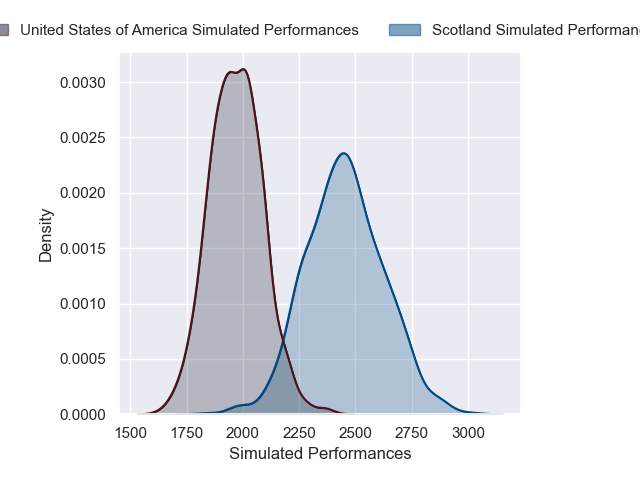 United States of America Simulated Performances Scotland Simulated
0.0030
0.0025
0.0020
0.0015
0.0010
0.0005
0.0000
Density
1500 1750 2000 2250 2500 2750 3000
Simulated Performances